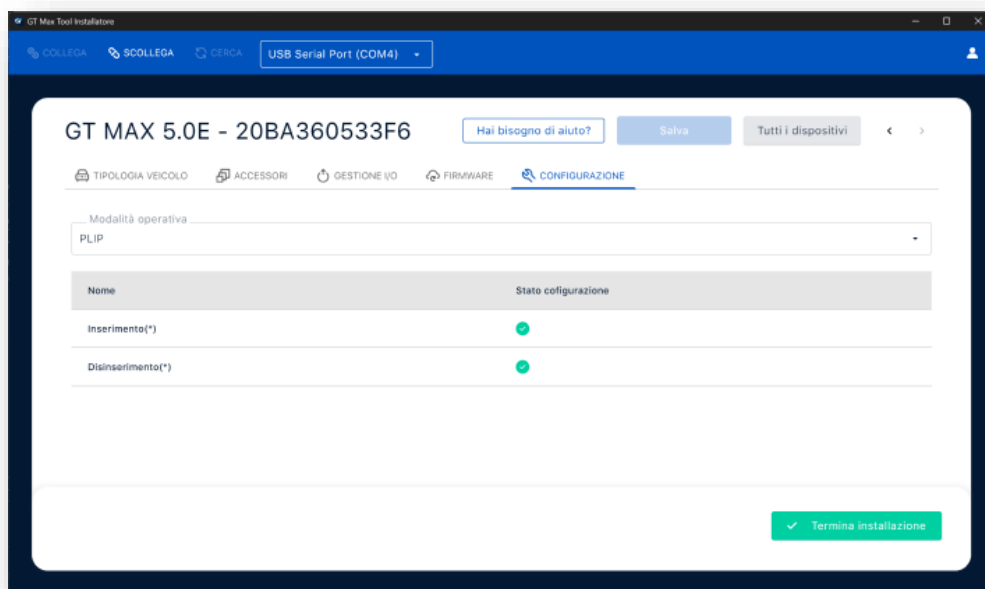 GT Max Tool Installatore
COLLEGA SCOLLEGA CERCA USB Serial Port (COM4)
GT MAX 5.0E - 20BA360533F6 Hai bisogno di aiuto? Salva Tutti i dispositivi
TIPOLOGIA VEICOLO ACCESSORI GESTIONE I/O FIRMWARE CONFIGURAZIONE
Modalità operativa
PLIP
Nome Stato cofigurazione
Inserimento(*)
Disinserimento(*)
Termina installazione